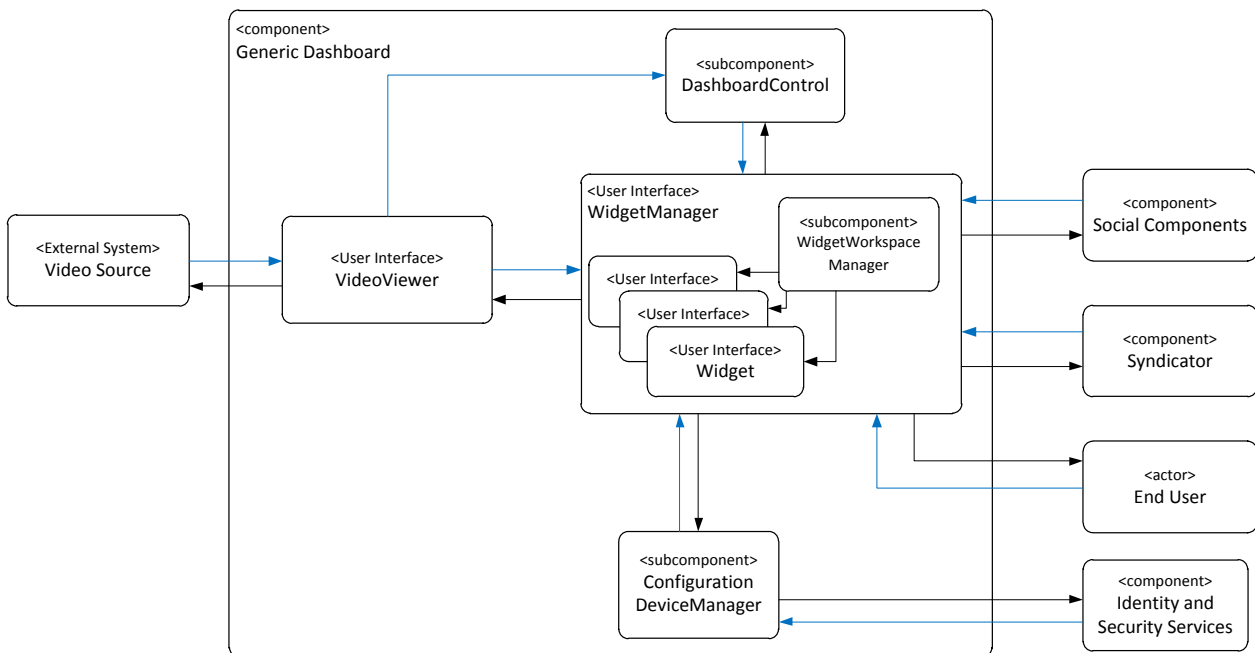 <component>
Generic Dashboard
<subcomponent>
DashboardControl
<User Interface>
WidgetManager
<subcomponent>
WidgetWorkspace
Manager
<component>
Social Components
<External System>
Video Source
<User Interface>
VideoViewer
<User Interface>
<User Interface>
<User Interface>
Widget
<component>
Syndicator
<actor>
End User
<subcomponent>
Configuration
DeviceManager
<component>
Identity and
Security Services